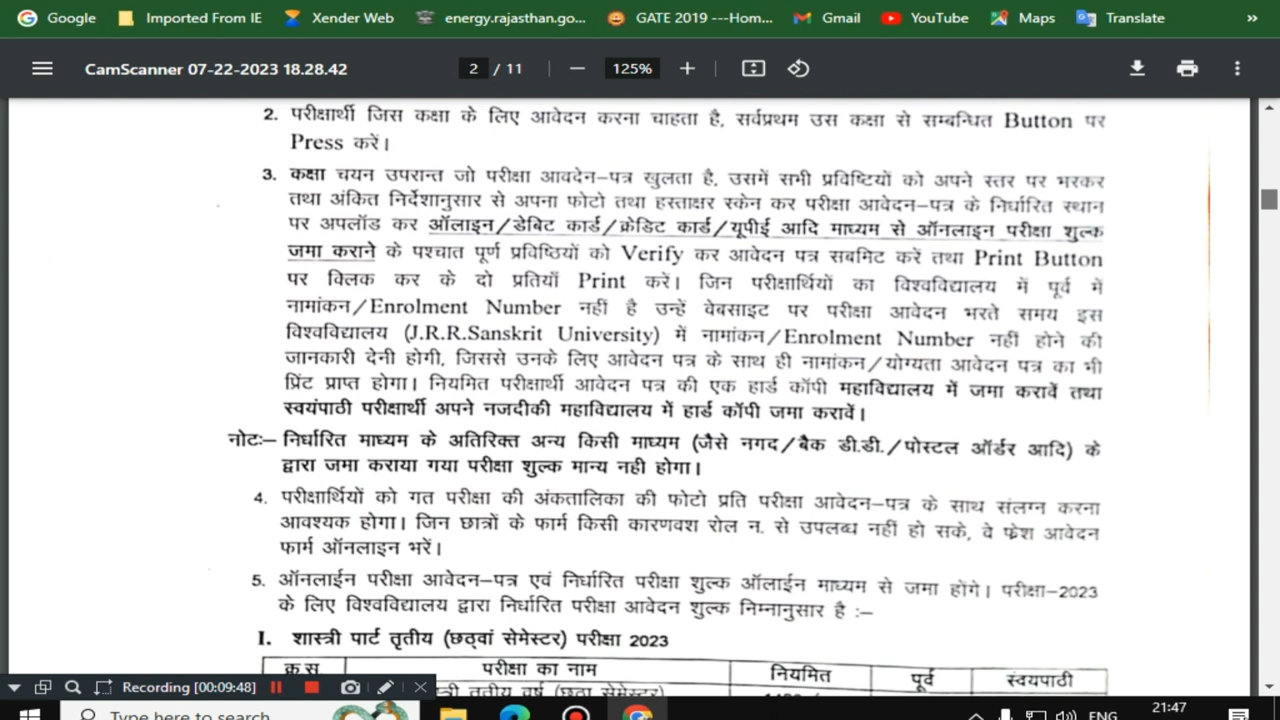 Google Imported From IE Xender Web energy.rajasthan.go... GATE 2019 ---Hom... Gmail YouTube Maps Translate »
CamScanner 07-22-2023 18.28.42 2 / 11 — 125% +
2. परीक्षार्थी जिस कक्षा के लिए आवेदन करना चाहता है, सर्वप्रथम उस कक्षा से सम्बन्धित Button पर
Press करें।
3. कक्षा चयन उपरान्त जो परीक्षा आवदेन–पत्र खुलता है, उसमें सभी प्रविष्टियों को अपने स्तर पर भरकर
तथा अंकित निर्देशानुसार से अपना फोटो तथा हस्ताक्षर स्केन कर परीक्षा आवेदन–पत्र के निर्धारित स्थान
पर अपलॉड कर ऑलाइन/डेबिट कार्ड/क्रेडिट कार्ड/यूपीई आदि माध्यम से ऑनलाइन परीक्षा शुल्क
जमा कराने के पश्चात पूर्ण प्रविष्ठियों को Verify कर आवेदन पत्र सबमिट करें तथा Print Button
पर क्लिक कर के दो प्रतियाँ Print करें। जिन परीक्षार्थियों का विश्वविद्यालय में पूर्व में
नामांकन/Enrolment Number नहीं है उन्हें वेबसाइट पर परीक्षा आवेदन भरते समय इस
विश्वविद्यालय (J.R.R.Sanskrit University) में नामांकन/Enrolment Number नहीं होने की
जानकारी देनी होगी, जिससे उनके लिए आवेदन पत्र के साथ ही नामांकन/योग्यता आवेदन पत्र का भी
प्रिंट प्राप्त होगा। नियमित परीक्षार्थी आवेदन पत्र की एक हार्ड कॉपी महाविद्यालय में जमा करावें तथा
स्वयंपाठी परीक्षार्थी अपने नजदीकी महाविद्यालय में हार्ड कॉपी जमा करावें।
नोटः– निर्धारित माध्यम के अतिरिक्त अन्य किसी माध्यम (जैसे नगद/बैक डी.डी./पोस्टल ऑर्डर आदि) के
द्वारा जमा कराया गया परीक्षा शुल्क मान्य नही होगा।
4. परीक्षार्थियों को गत परीक्षा की अंकतालिका की फोटो प्रति परीक्षा आवेदन–पत्र के साथ संलग्न करना
आवश्यक होगा। जिन छात्रों के फार्म किसी कारणवश रोल न. से उपलब्ध नहीं हो सके, वे फ्रेश आवेदन
फार्म ऑनलाइन भरें।
5. ऑनलाईन परीक्षा आवेदन–पत्र एवं निर्धारित परीक्षा शुल्क ऑलाईन माध्यम से जमा होंगे। परीक्षा–2023
के लिए विश्वविद्यालय द्वारा निर्धारित परीक्षा आवेदन शुल्क निम्नानुसार है :–
I. शास्त्री पार्ट तृतीय (छठ्वां सेमेस्टर) परीक्षा 2023
क्र.स परीक्षा का नाम नियमित पूर्व स्वंयपाठी
तृतीय वर्ष (छठा सेमेस्टर)
Recording [00:09:48]
Type here to search ENG 21:47